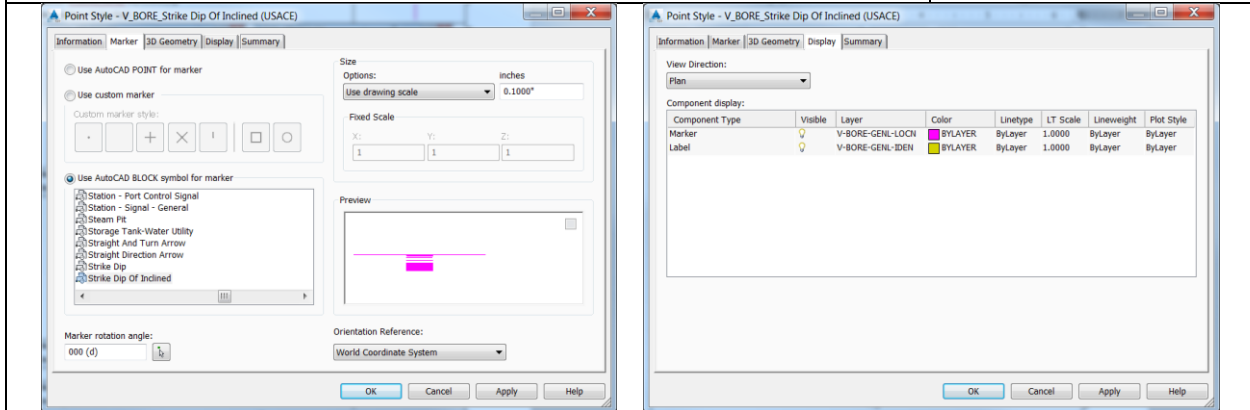 Point Style - V_BORE_Strike Dip Of Inclined (USACE)
Information Marker 3D Geometry Display Summary
Use AutoCAD POINT for marker
Use custom marker
Custom marker style:
Use AutoCAD BLOCK symbol for marker
Station - Port Control Signal
Station - Signal - General
Steam Pit
Storage Tank-Water Utility
Straight And Turn Arrow
Straight Direction Arrow
Strike Dip
Strike Dip Of Inclined
Marker rotation angle:
000 (d)
Size
Options: inches
Use drawing scale 0.1000"
Fixed Scale
X: Y: Z:
1 1 1
Preview
Orientation Reference:
World Coordinate System
OK Cancel Apply Help
Point Style - V_BORE_Strike Dip Of Inclined (USACE)
Information Marker 3D Geometry Display Summary
View Direction:
Plan
Component display:
Component Type Visible Layer Color Linetype LT Scale Lineweight Plot Style
Marker V-BORE-GENL-LOCN BYLAYER ByLayer 1.0000 ByLayer ByLayer
Label V-BORE-GENL-IDEN BYLAYER ByLayer 1.0000 ByLayer ByLayer
OK Cancel Apply Help